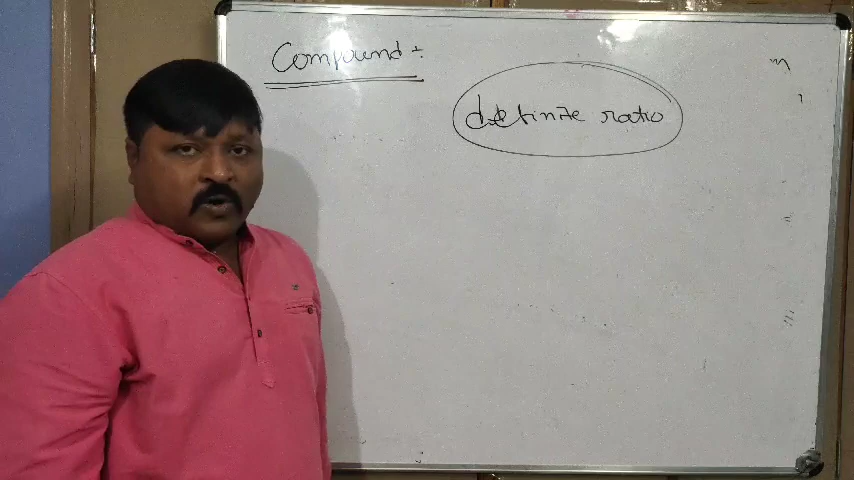 Compound :-
definite ratio